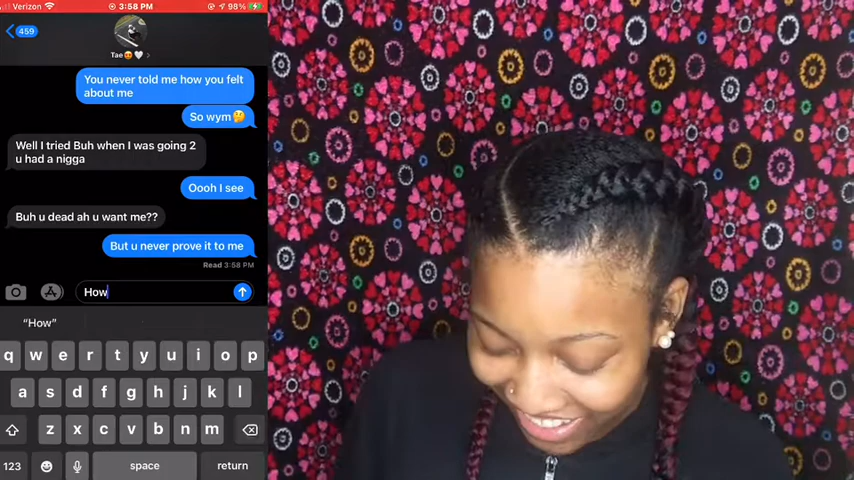 Verizon 3:58 PM 98%
459
Tae😍🤍 >
You never told me how you felt
about me
So wym🤔
Well I tried Buh when I was going 2
u had a nigga
Oooh I see
Buh u dead ah u want me??
But u never prove it to me
Read 3:58 PM
How
“How”
q w e r t y u i o p
a s d f g h j k l
z x c v b n m
123 space return